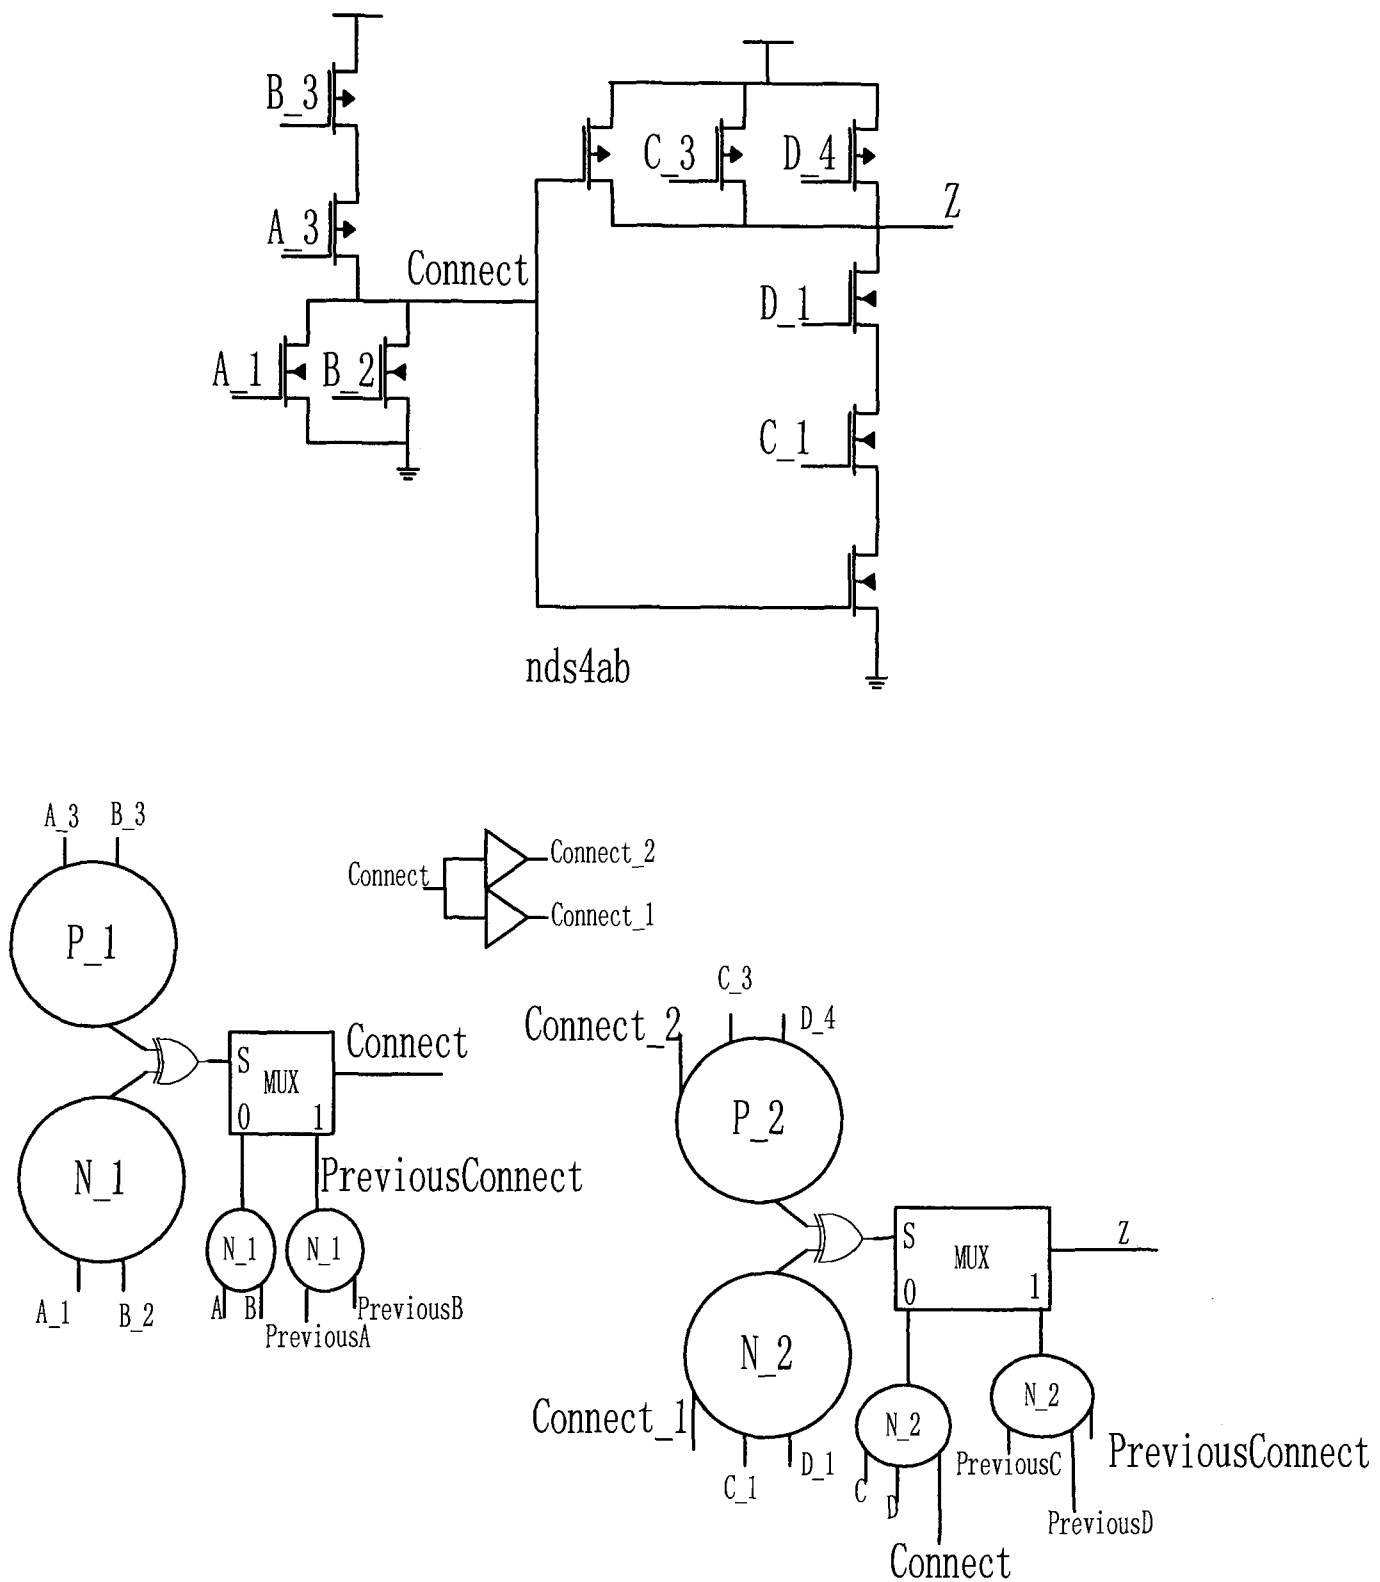 B_3
C_3
D_4
A_3
Z
Connect
D_1
A_1
B_2
C_1
nds4ab
A_3
B_3
P_1
Connect
Connect_2
Connect_1
C_3
Connect_2
D_4
S
MUX
0
1
Connect
P_2
N_1
PreviousConnect
N_1
N_1
A_1
B_2
A
B
PreviousA
PreviousB
S
MUX
0
1
Z
N_2
Connect_1
C_1
D_1
N_2
N_2
C
D
Connect
PreviousC
PreviousConnect
PreviousD